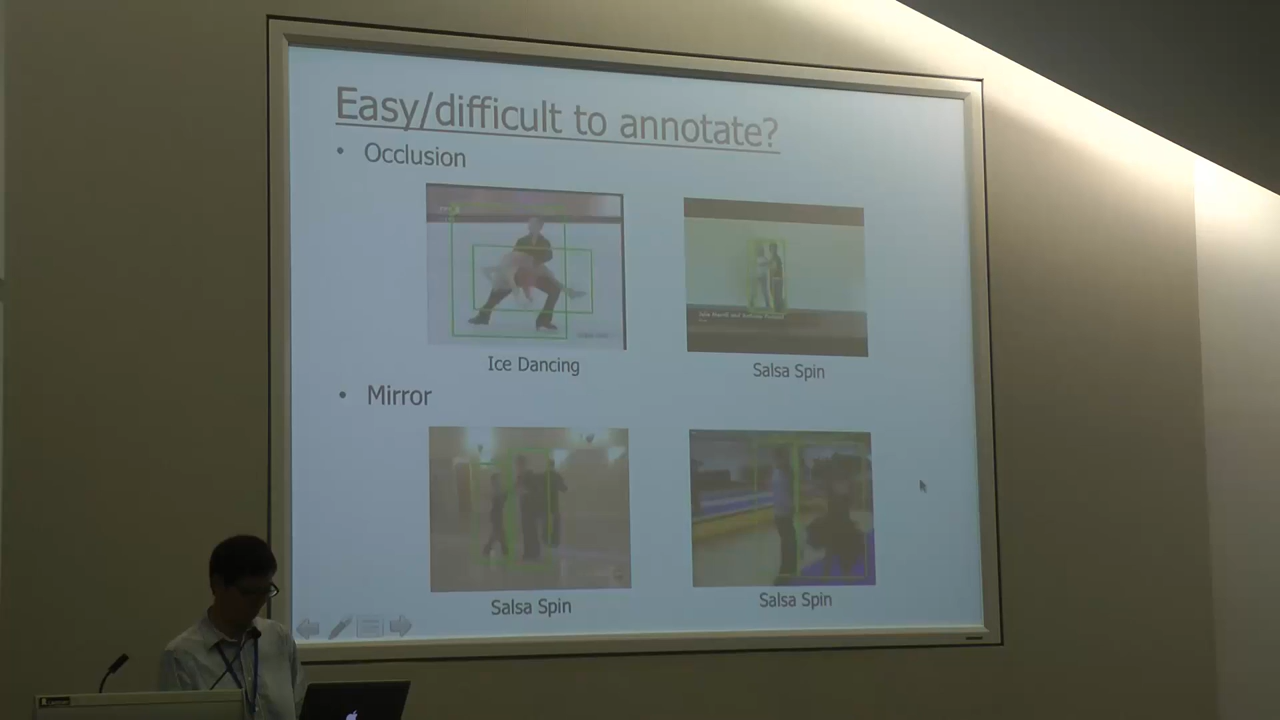 Easy/difficult to annotate?
• Occlusion
Ice Dancing
Salsa Spin
• Mirror
Salsa Spin
Salsa Spin